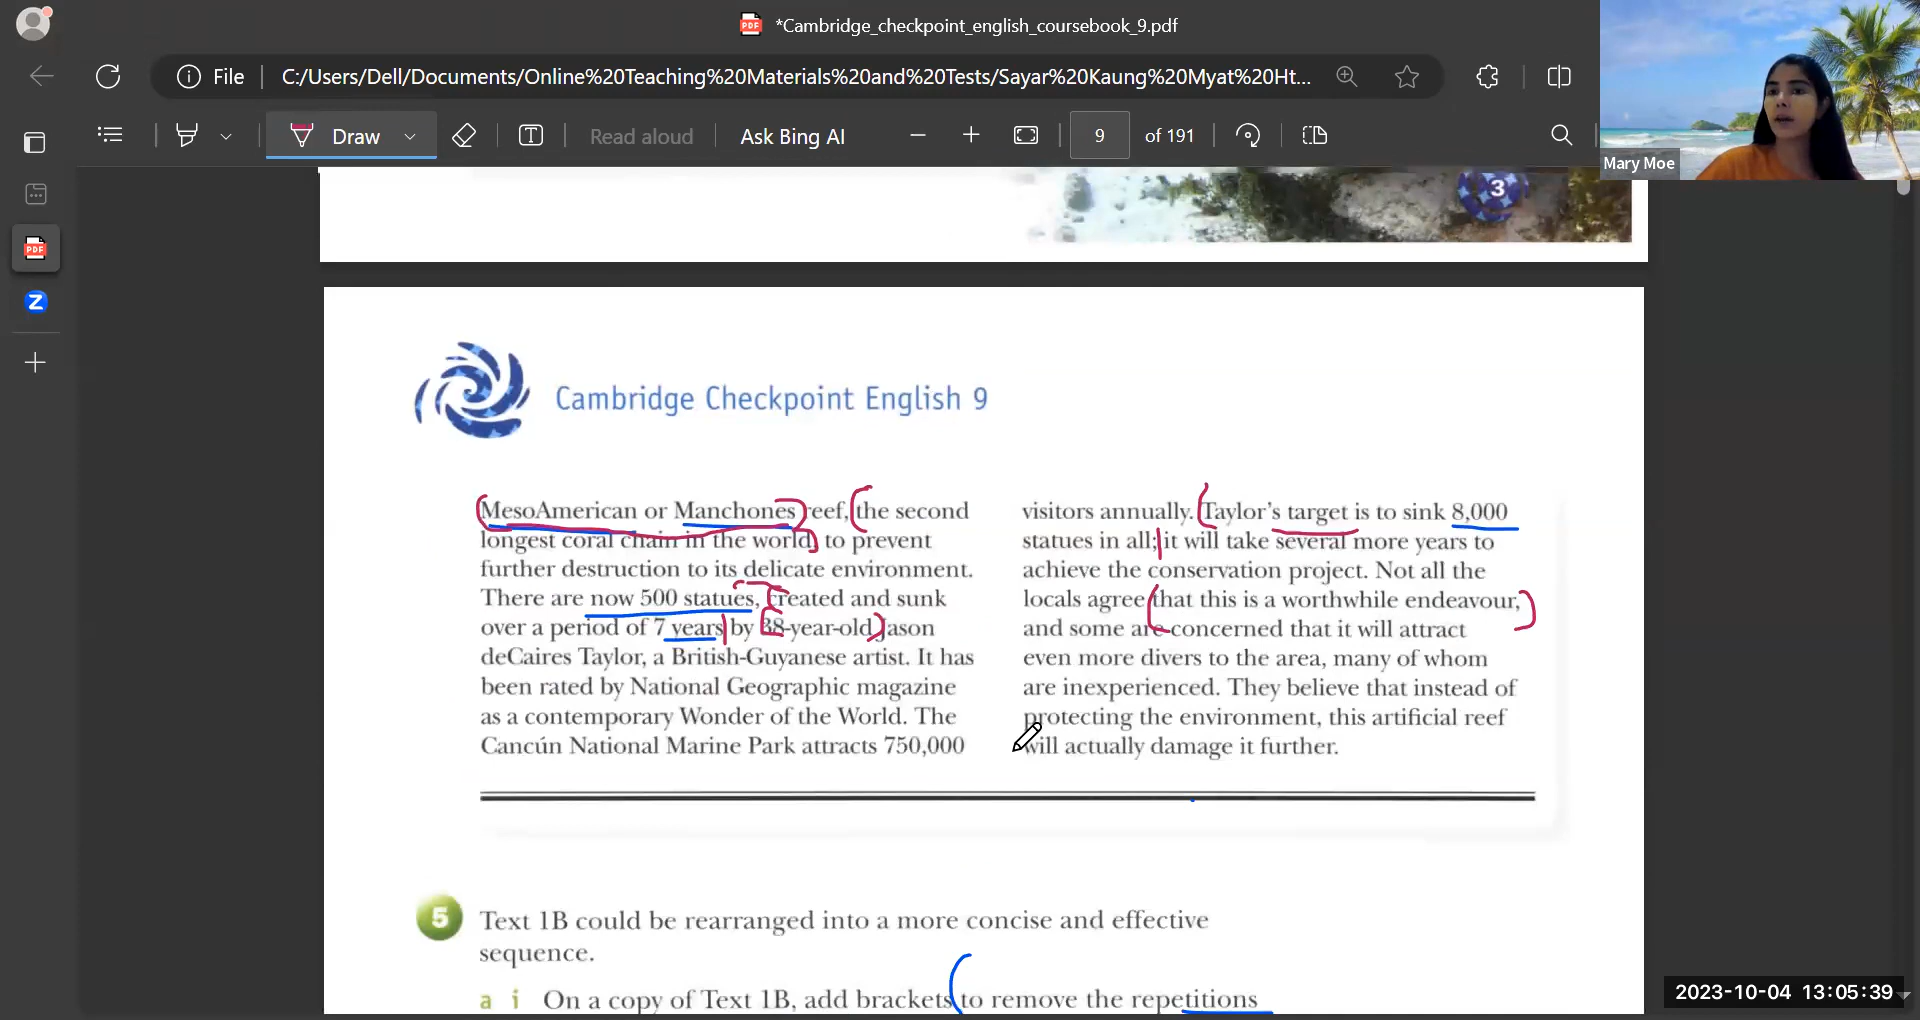 *Cambridge_checkpoint_english_coursebook_9.pdf
File
C:/Users/Dell/Documents/Online%20Teaching%20Materials%20and%20Tests/Sayar%20Kaung%20Myat%20Ht...
Draw
Read aloud
Ask Bing AI
9
of 191
Mary Moe
3
Cambridge Checkpoint English 9
MesoAmerican or Manchones reef, the second
longest coral chain in the world, to prevent
further destruction to its delicate environment.
There are now 500 statues, created and sunk
over a period of 7 years by 38-year-old Jason
deCaires Taylor, a British-Guyanese artist. It has
been rated by National Geographic magazine
as a contemporary Wonder of the World. The
Cancún National Marine Park attracts 750,000
visitors annually. Taylor's target is to sink 8,000
statues in all; it will take several more years to
achieve the conservation project. Not all the
locals agree that this is a worthwhile endeavour,
and some are concerned that it will attract
even more divers to the area, many of whom
are inexperienced. They believe that instead of
protecting the environment, this artificial reef
will actually damage it further.
5
Text 1B could be rearranged into a more concise and effective
sequence.
a i On a copy of Text 1B, add brackets to remove the repetitions
2023-10-04 13:05:39